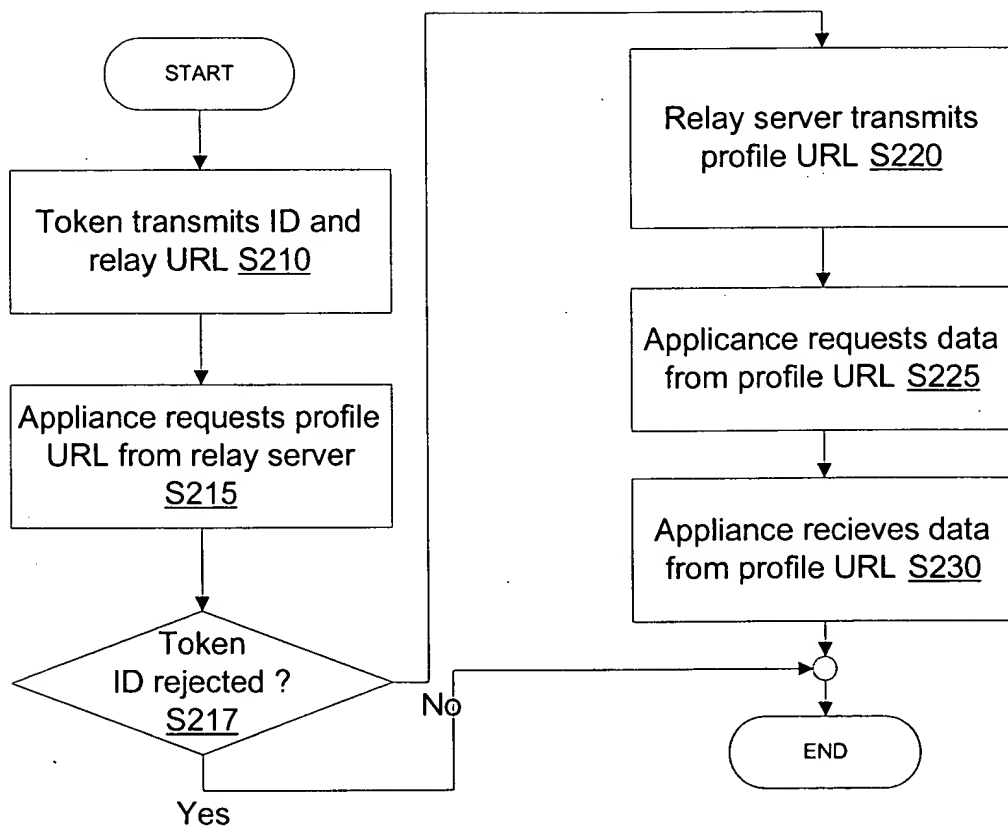 START
Token transmits ID and
relay URL S210
Appliance requests profile
URL from relay server
S215
Token
ID rejected ?
S217
No
Yes
Relay server transmits
profile URL S220
Applicance requests data
from profile URL S225
Appliance recieves data
from profile URL S230
END